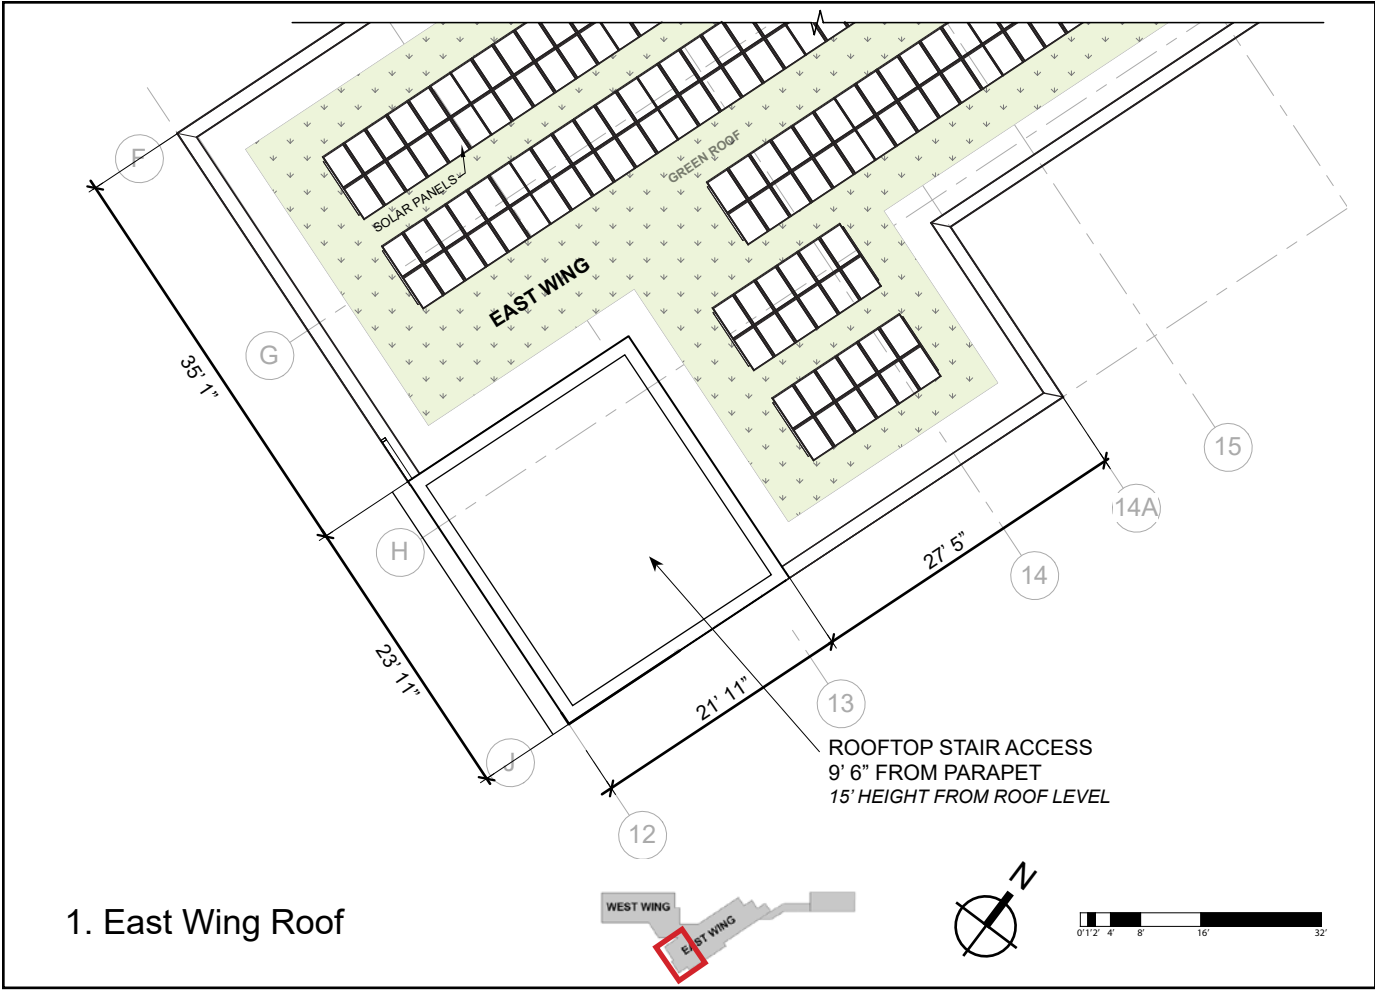 F
SOLAR PANELS
GREEN ROOF
EAST WING
G
35’ 1”
15
14A
H
27’ 5”
14
23’ 11”
21’ 11”
13
J
ROOFTOP STAIR ACCESS
9’ 6” FROM PARAPET
15’ HEIGHT FROM ROOF LEVEL
12
1. East Wing Roof
WEST WING
EAST WING
N
0’1’2’ 4’ 8’ 16’ 32’